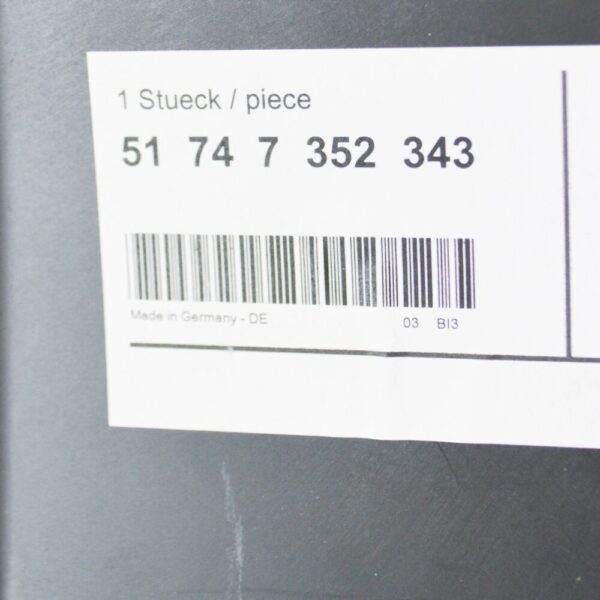 1 Stueck / piece
51 74 7 352 343
Made in Germany - DE 03 BI3